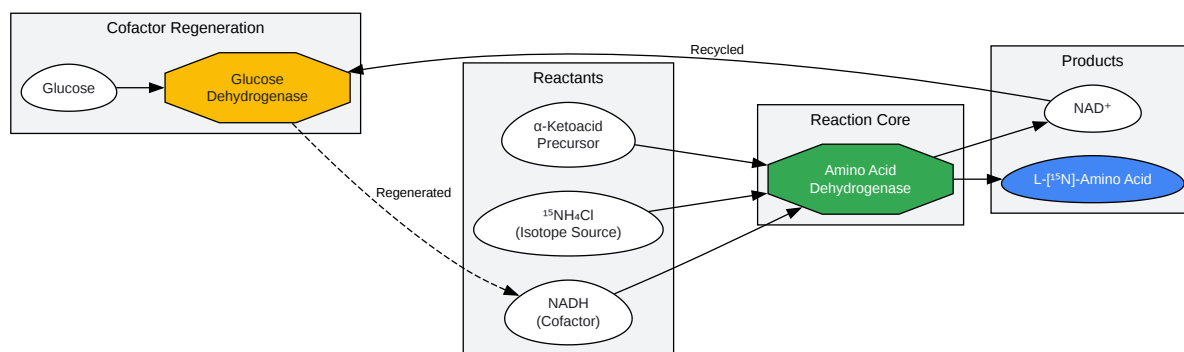 Cofactor Regeneration
Glucose
Glucose
Dehydrogenase
Recycled
Regenerated
Reactants
α-Ketoacid
Precursor
¹⁵NH₄Cl
(Isotope Source)
NADH
(Cofactor)
Reaction Core
Amino Acid
Dehydrogenase
Products
NAD⁺
L-[¹⁵N]-Amino Acid